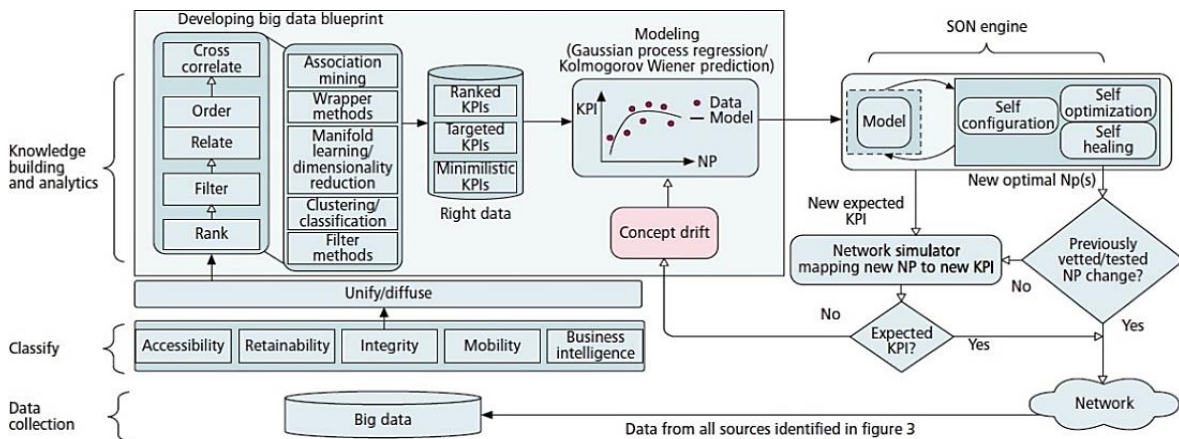 Developing big data blueprint
Cross
correlate
Order
Relate
Filter
Rank
Association
mining
Wrapper
methods
Manifold
learning/
dimensionality
reduction
Clustering/
classification
Filter
methods
Ranked
KPIs
Targeted
KPIs
Minimilistic
KPIs
Right data
Modeling
(Gaussian process regression/
Kolmogorov Wiener prediction)
KPI
Data
Model
NP
Concept drift
SON engine
Model
Self
configuration
Self
optimization
Self
healing
New optimal Np(s)
New expected
KPI
Network simulator
mapping new NP to new KPI
Previously
vetted/tested
NP change?
No
Yes
No
Expected
KPI?
Yes
Knowledge
building
and analytics
Unify/diffuse
Classify
Accessibility
Retainability
Integrity
Mobility
Business
intelligence
Data
collection
Big data
Data from all sources identified in figure 3
Network